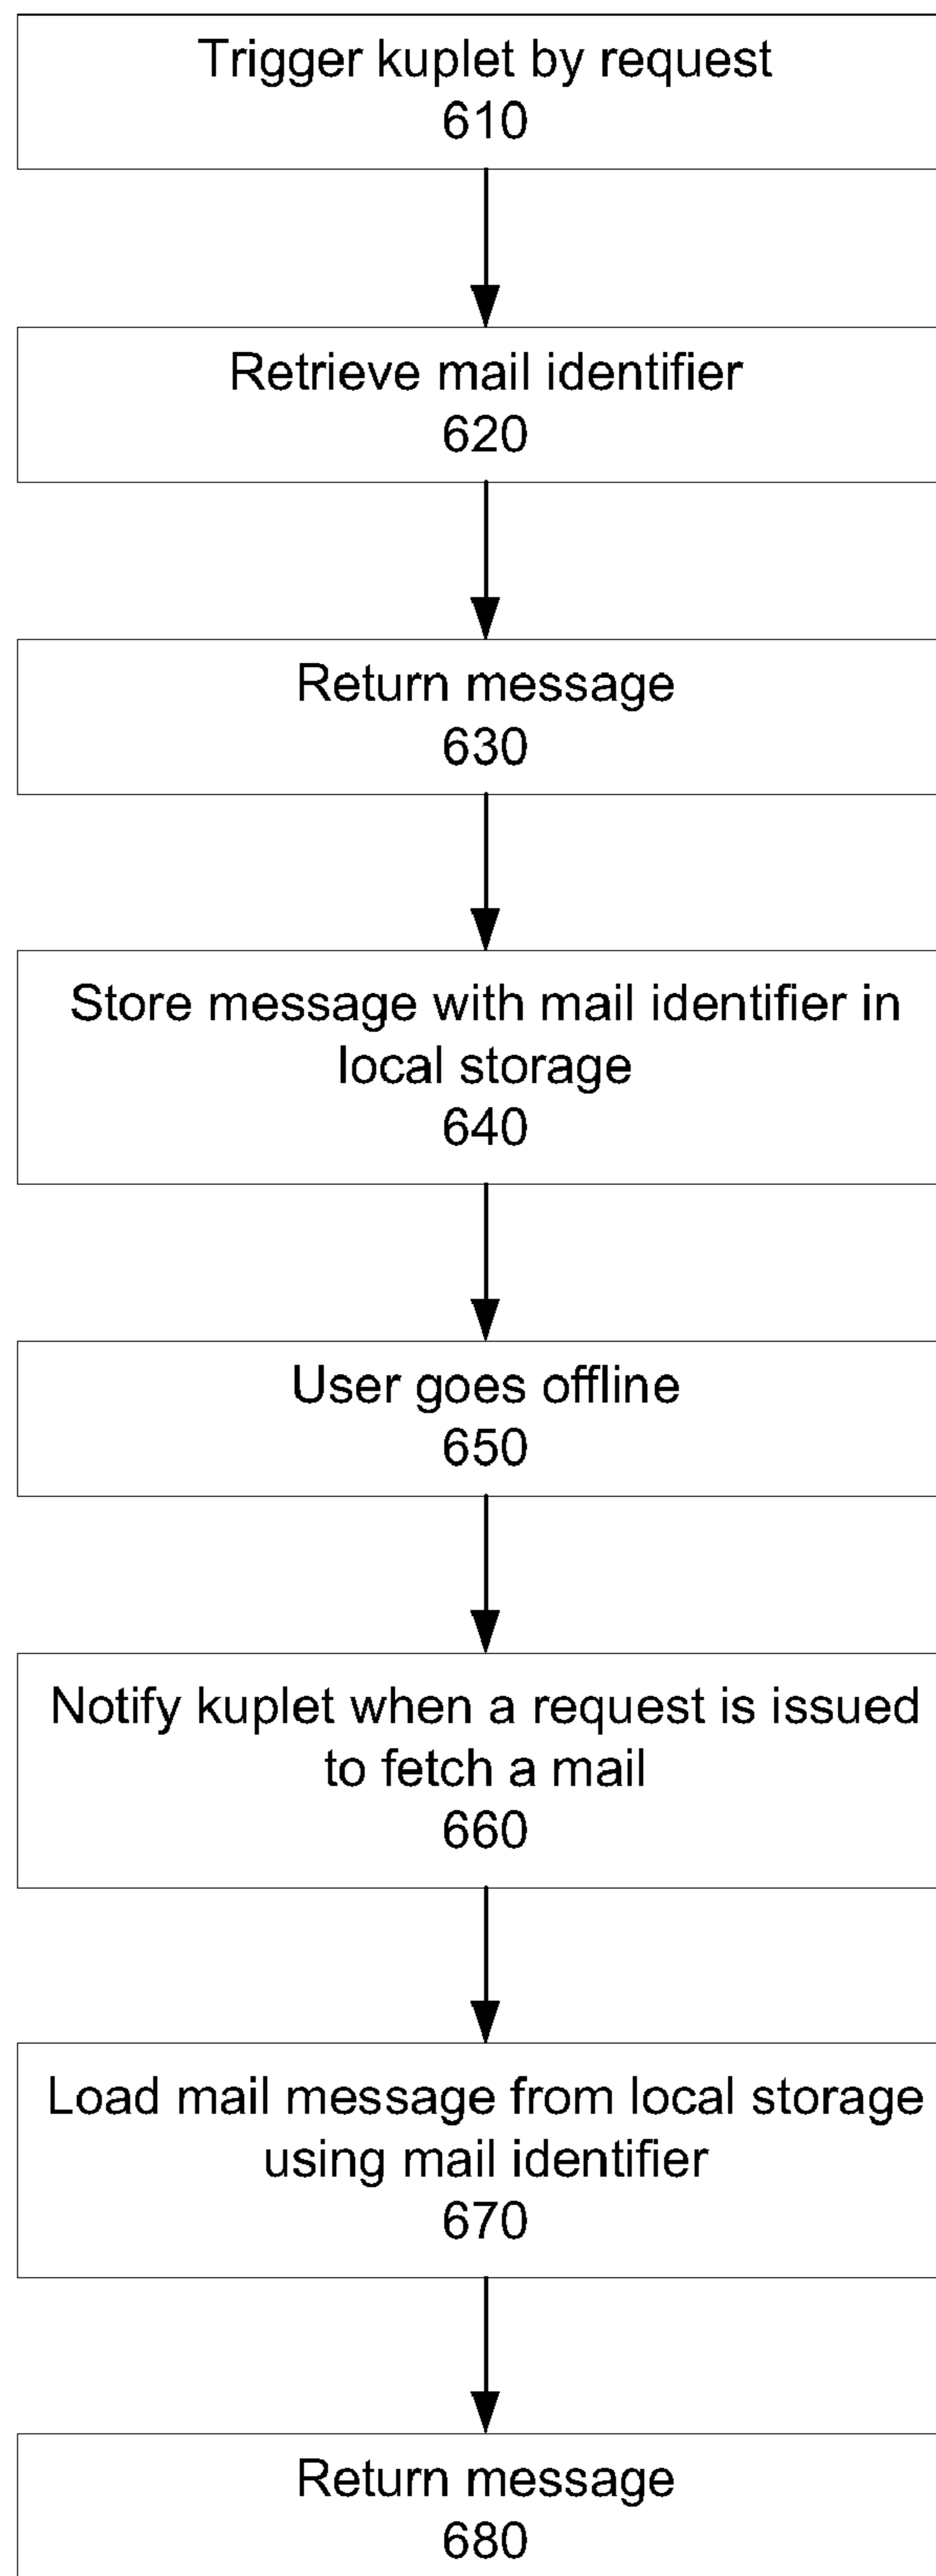 Trigger kuplet by request
610
Retrieve mail identifier
620
Return message
630
Store message with mail identifier in
local storage
640
User goes offline
650
Notify kuplet when a request is issued
to fetch a mail
660
Load mail message from local storage
using mail identifier
670
Return message
680